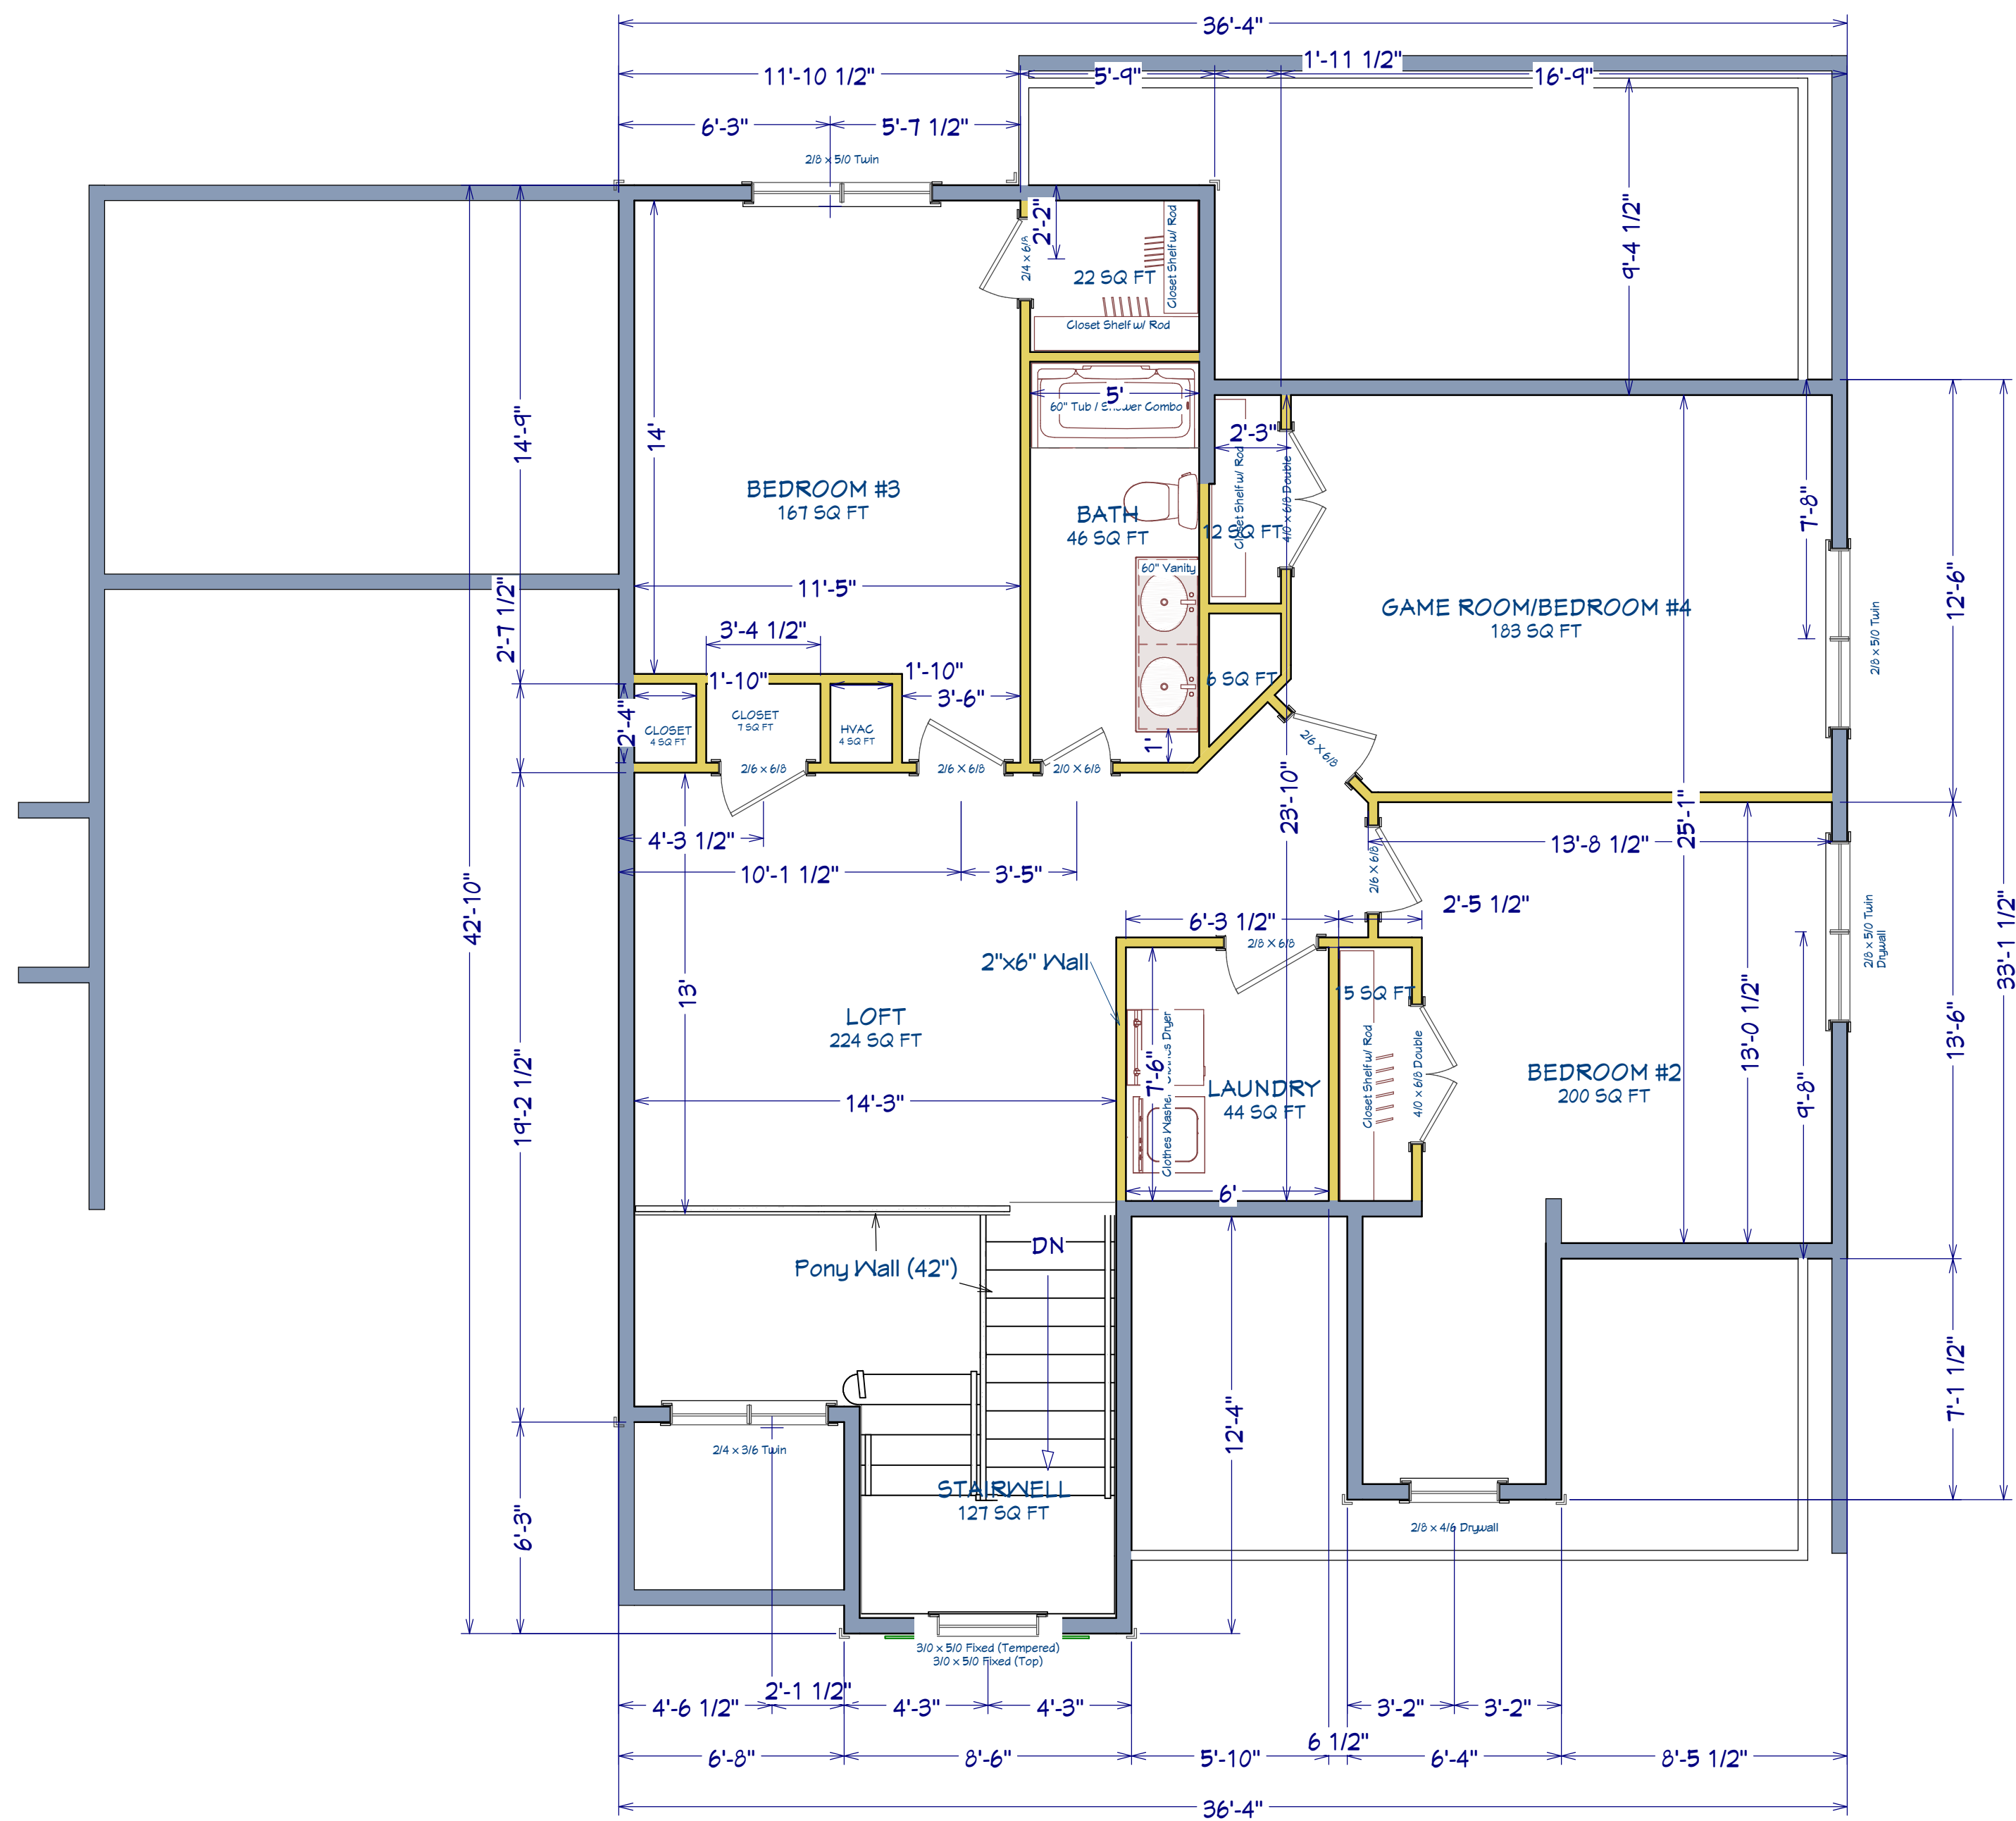 36'-4"
11'-10 1/2"
5'-9"
1'-11 1/2"
16'-9"
6'-3"
5'-7 1/2"
2/8 x 5/0 Twin
2'-2"
2/4 x 6/8
22 SQ FT
Closet Shelf w/ Rod
Closet Shelf w/ Rod
9'-4 1/2"
14'-9"
14'
5'
60" Tub / Shower Combo
2'-3"
Closet Shelf w/ Rod
4/0 x 6/8 Double
12 SQ FT
BEDROOM #3
167 SQ FT
BATH
46 SQ FT
60" Vanity
7'-8"
12'-6"
2/8 x 5/0 Twin
GAME ROOM/BEDROOM #4
183 SQ FT
11'-5"
2'-7 1/2"
3'-4 1/2"
1'-10"
1'-10"
3'-6"
6 SQ FT
2'-4"
CLOSET
4 SQ FT
CLOSET
7 SQ FT
HVAC
4 SQ FT
1'
2/6 x 6/8
2/6 X 6/8
2/0 X 6/8
2/6 X 6/8
23'-10"
25'-1"
4'-3 1/2"
10'-1 1/2"
3'-5"
13'-8 1/2"
2/6 x 6/8
42'-10"
6'-3 1/2"
2'-5 1/2"
2/8 X 6/8
2"x6" Wall
13'
15 SQ FT
2/8 x 5/0 Twin
Drywall
33'-1 1/2"
LOFT
224 SQ FT
Clothes Dryer
7'-6"
Clothes Washer
LAUNDRY
44 SQ FT
Closet Shelf w/ Rod
4/0 x 6/8 Double
BEDROOM #2
200 SQ FT
13'-0 1/2"
13'-6"
9'-8"
19'-2 1/2"
14'-3"
6'
DN
Pony Wall (42")
12'-4"
7'-1 1/2"
2/4 x 3/6 Twin
STAIRWELL
127 SQ FT
6'-3"
2/8 x 4/6 Drywall
3/0 x 5/0 Fixed (Tempered)
3/0 x 5/0 Fixed (Top)
4'-6 1/2"
2'-1 1/2"
4'-3"
4'-3"
3'-2"
3'-2"
6'-8"
8'-6"
5'-10"
6 1/2"
6'-4"
8'-5 1/2"
36'-4"